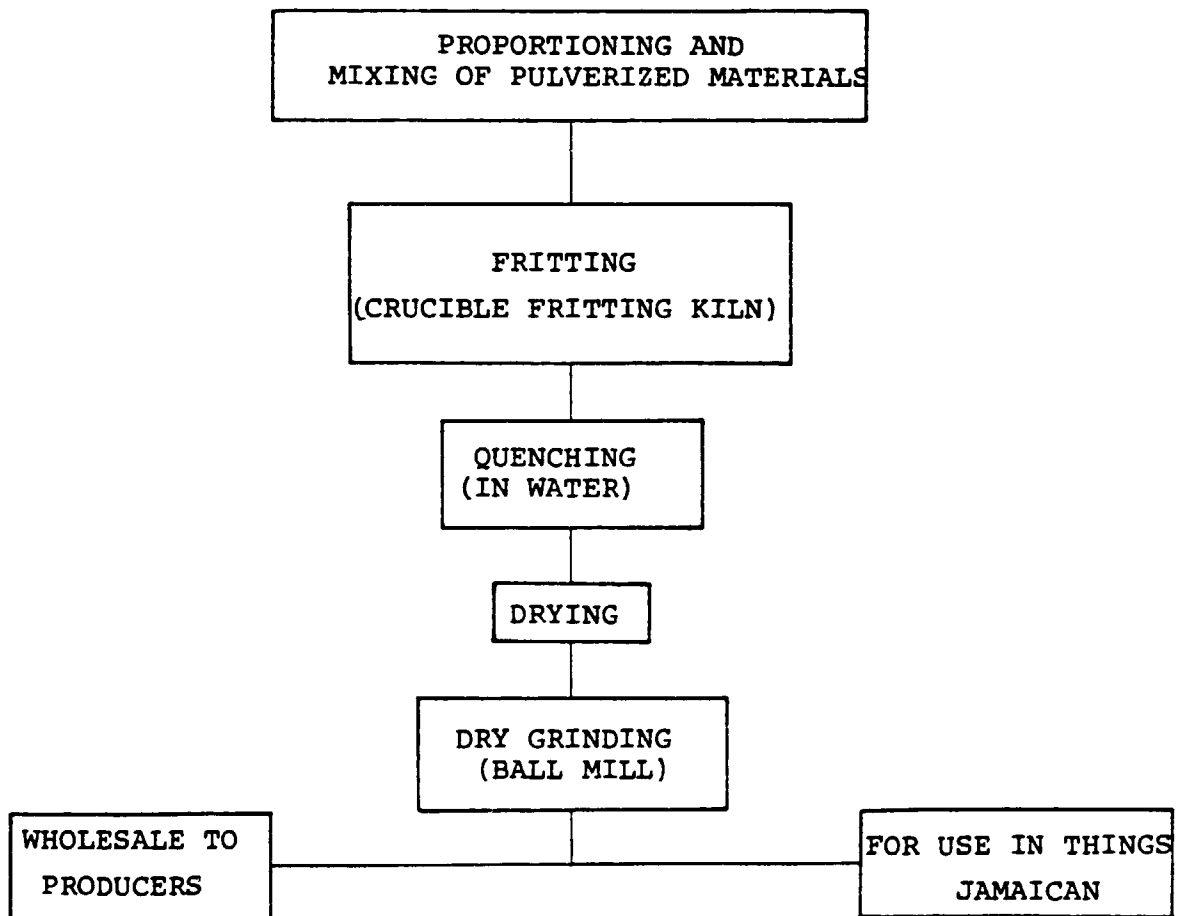 PROPORTIONING AND
MIXING OF PULVERIZED MATERIALS
FRITTING
(CRUCIBLE FRITTING KILN)
QUENCHING
(IN WATER)
DRYING
DRY GRINDING
(BALL MILL)
WHOLESALE TO
PRODUCERS
FOR USE IN THINGS
JAMAICAN